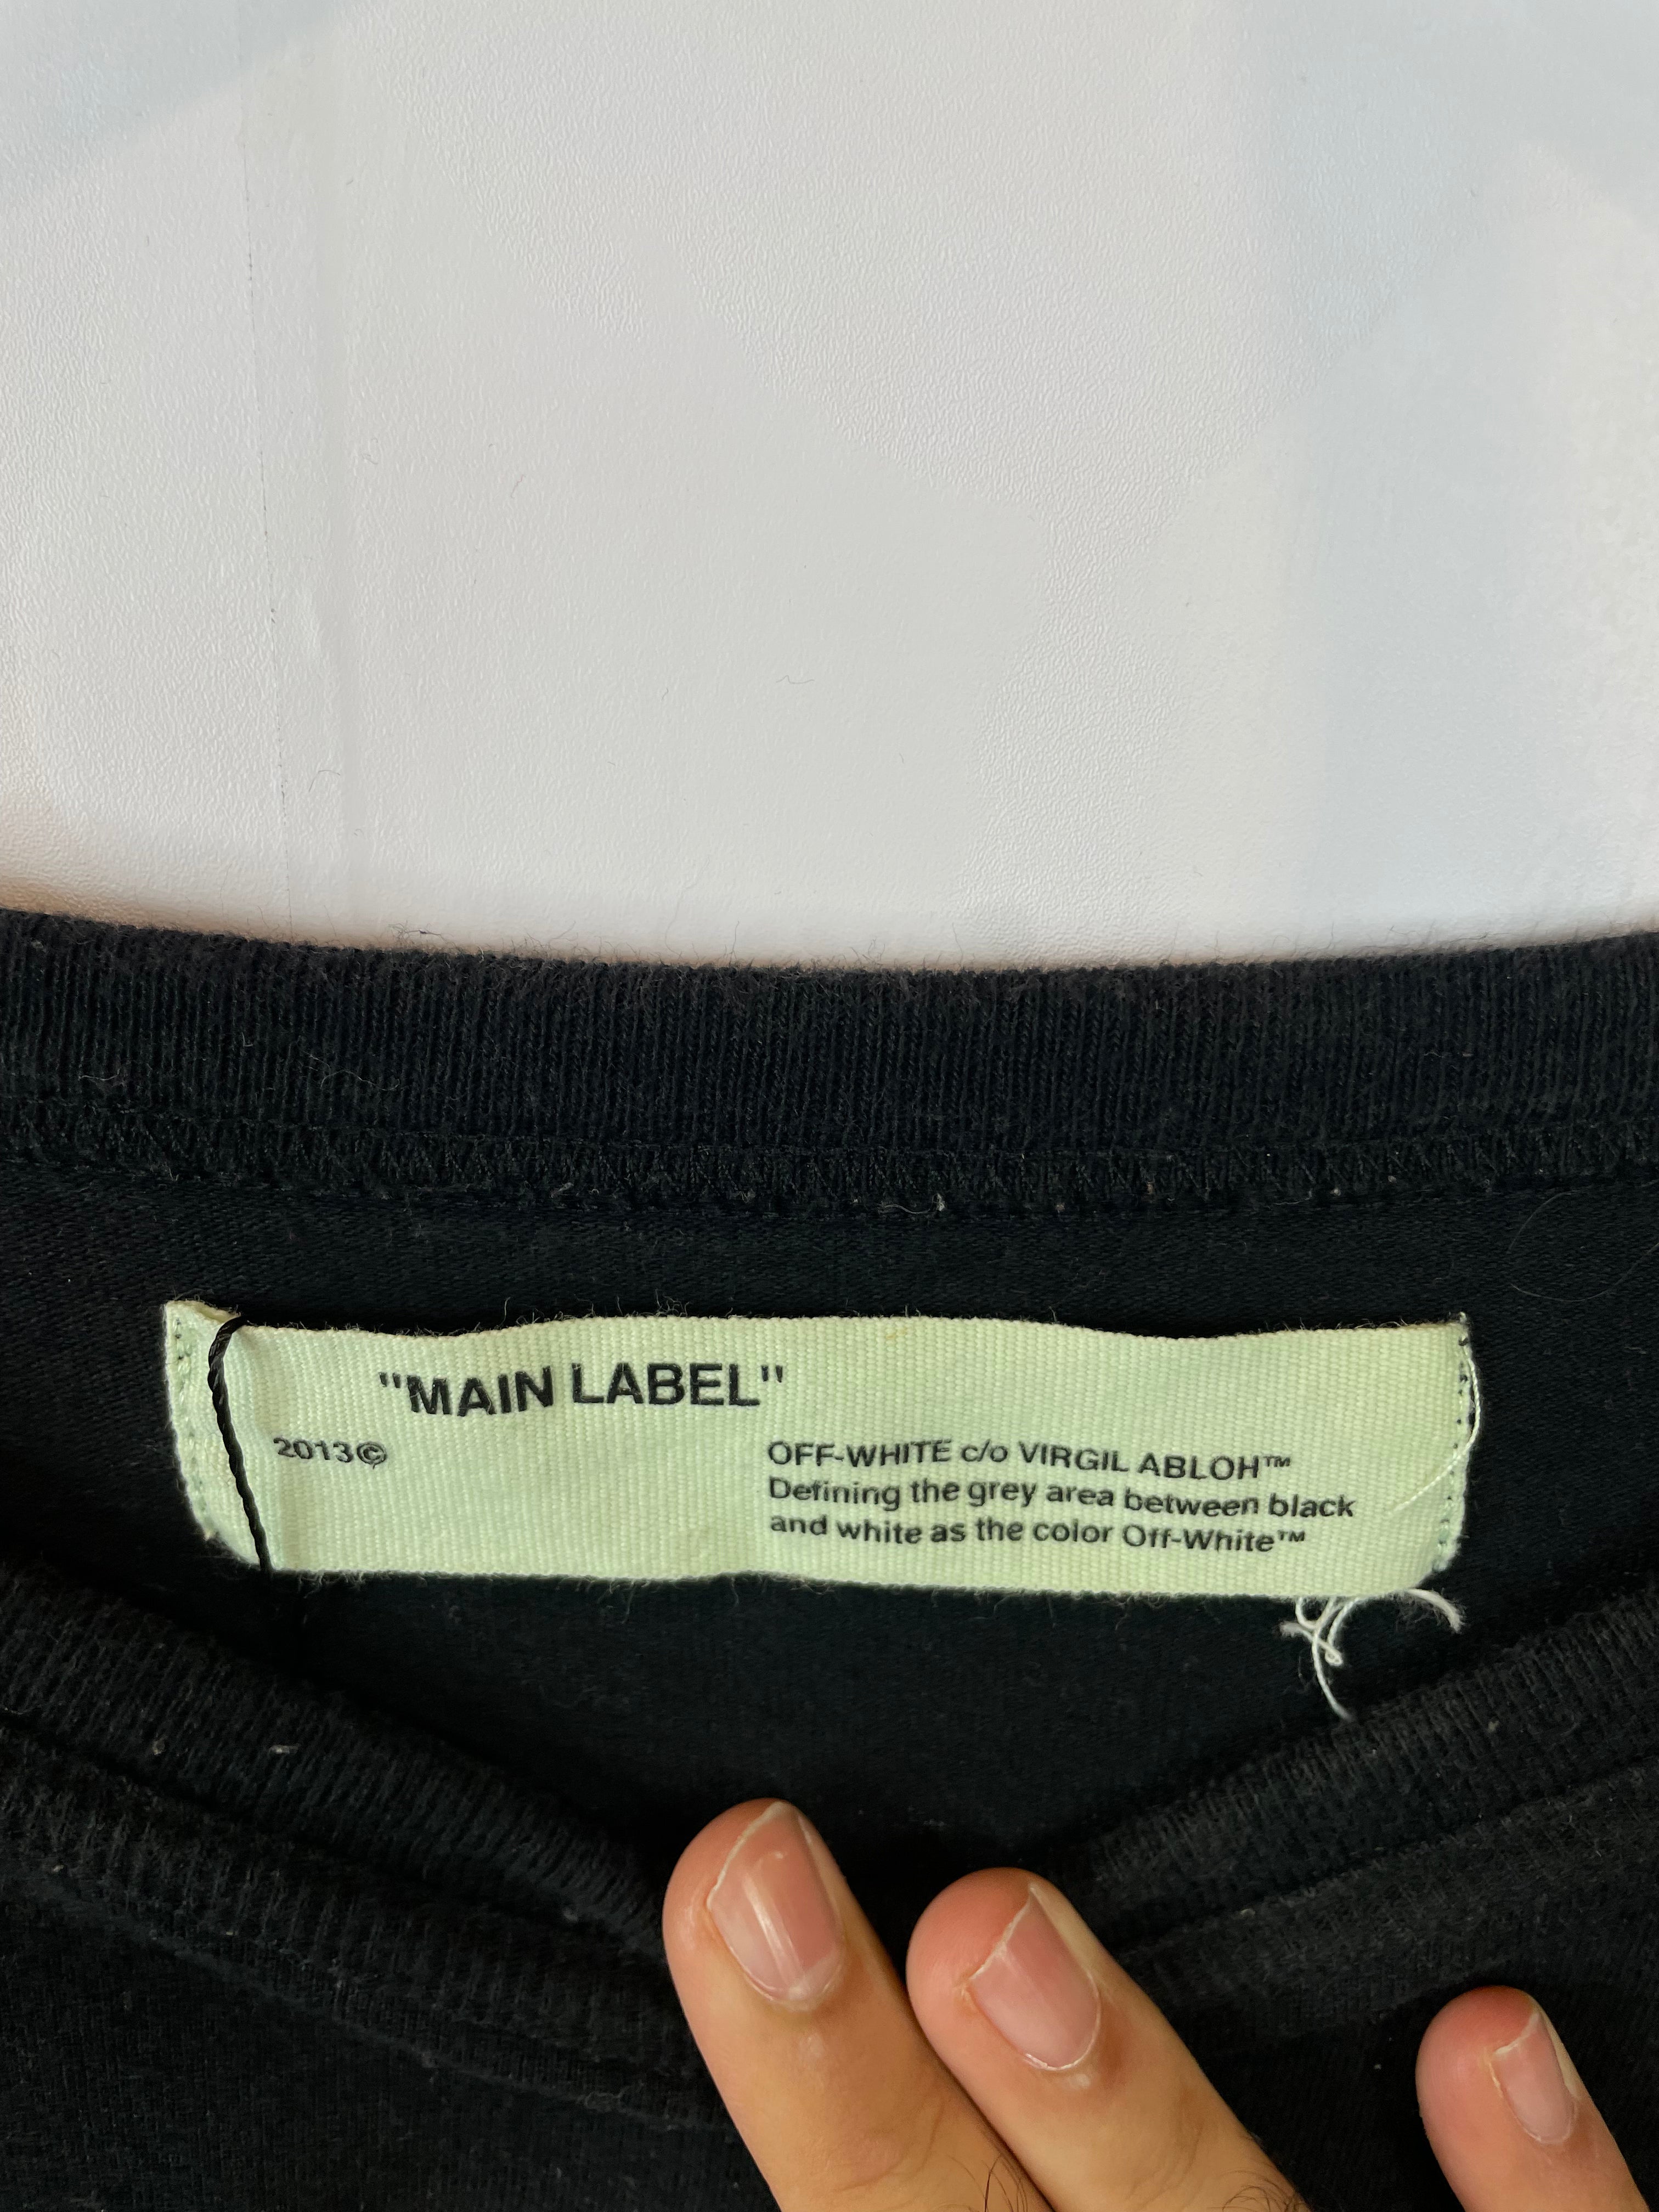 "MAIN LABEL"
2013©
OFF-WHITE c/o VIRGIL ABLOH™
Defining the grey area between black
and white as the color Off-White™